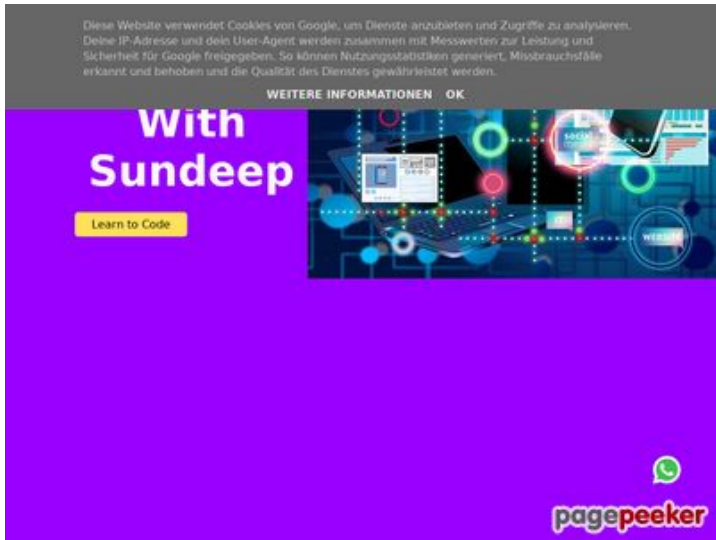 Diese Website verwendet Cookies von Google, um Dienste anzubieten und Zugriffe zu analysieren.
Deine IP-Adresse und dein User-Agent werden zusammen mit Messwerten zur Leistung und
Sicherheit für Google freigegeben. So können Nutzungsstatistiken generiert, Missbrauchsfälle
erkannt und behoben und die Qualität des Dienstes gewährleistet werden.
WEITERE INFORMATIONEN OK
With
Sundeep
Learn to Code
social
media
WEBSITE
pagepeeker